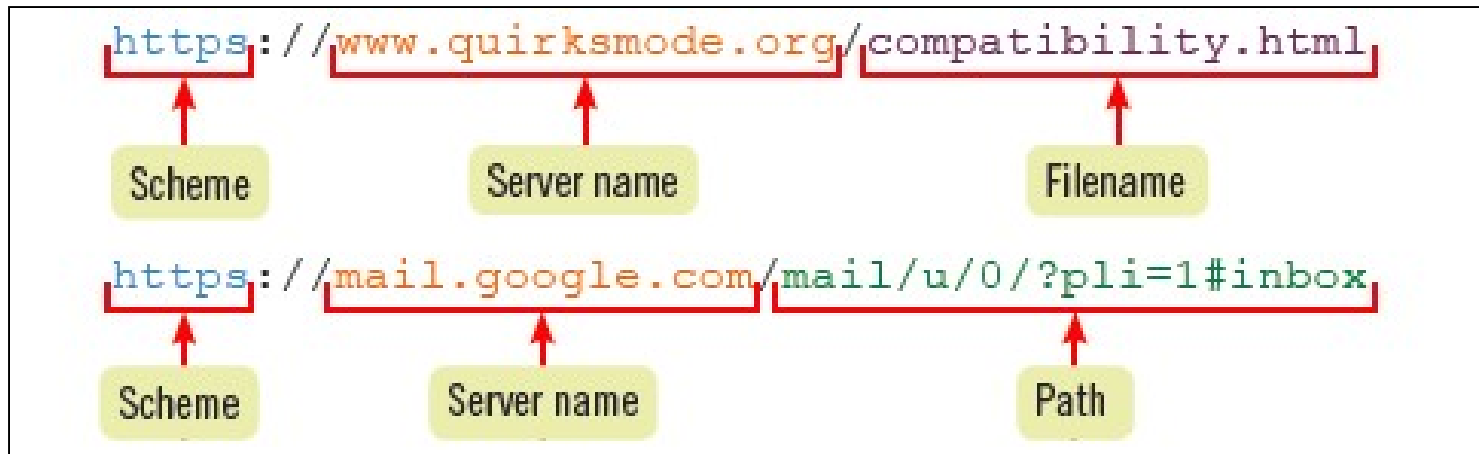 https://www.quirksmode.org/compatibility.html
Scheme Server name Filename
https://mail.google.com/mail/u/0/?pli=1#inbox
Scheme Server name Path